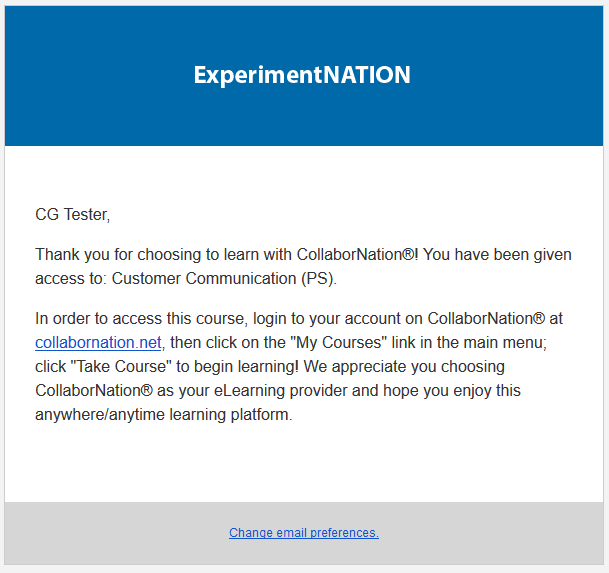 ExperimentNATION
CG Tester,
Thank you for choosing to learn with CollaborNation®! You have been given
access to: Customer Communication (PS).
In order to access this course, login to your account on CollaborNation® at
collabornation.net, then click on the "My Courses" link in the main menu;
click "Take Course" to begin learning! We appreciate you choosing
CollaborNation® as your eLearning provider and hope you enjoy this
anywhere/anytime learning platform.
Change email preferences.